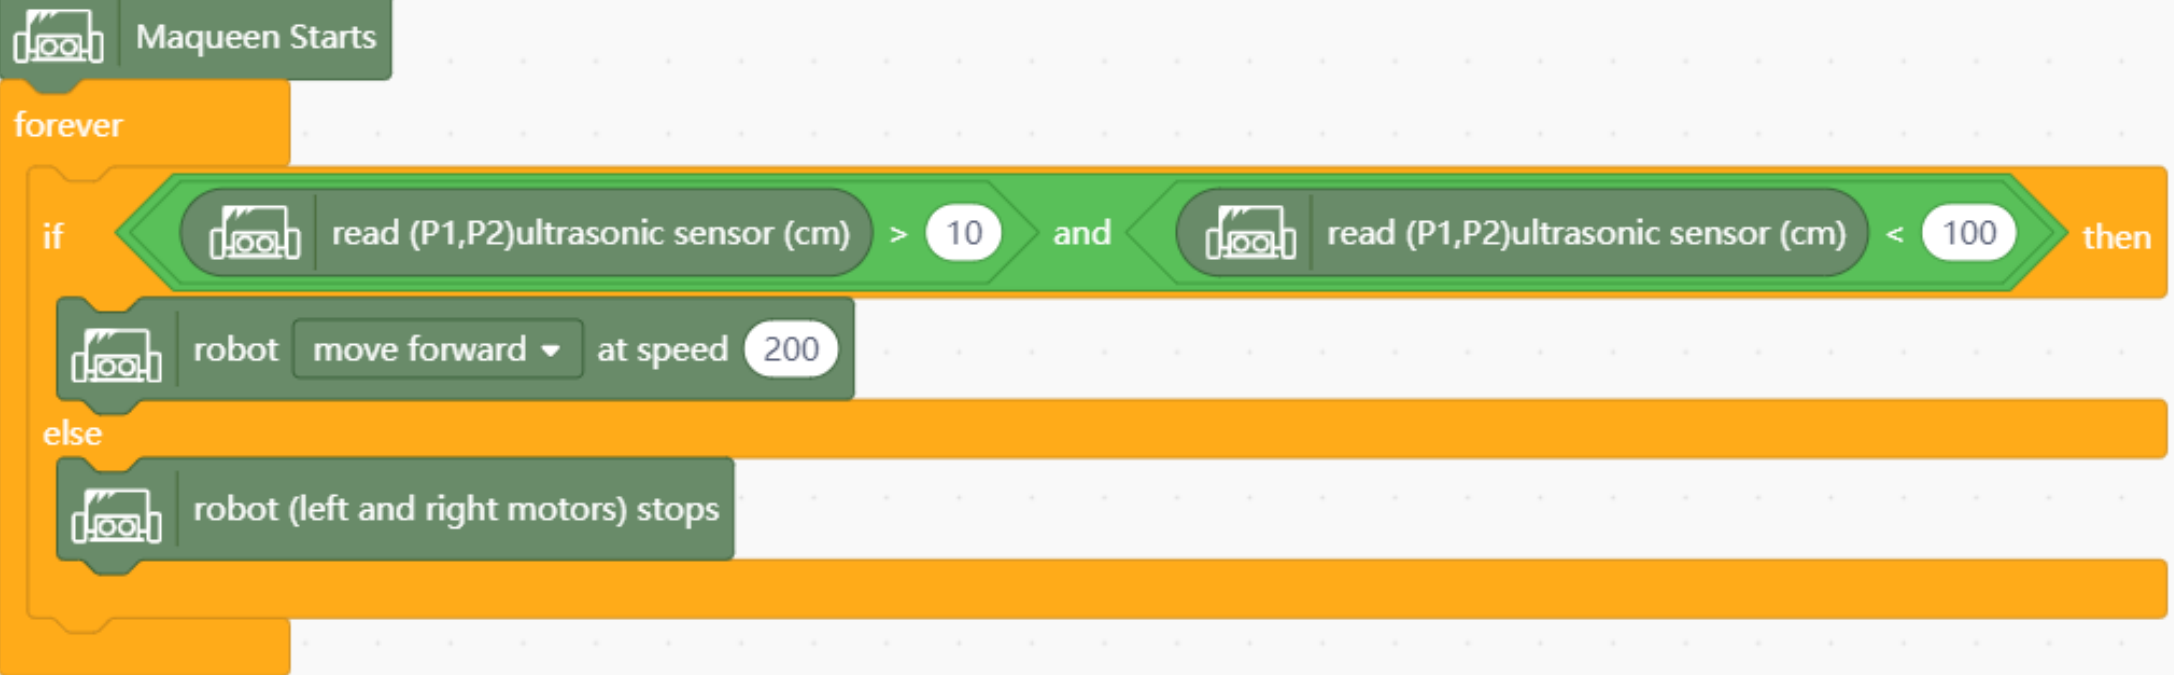 Maqueen Starts
forever
if read (P1,P2)ultrasonic sensor (cm) > 10 and read (P1,P2)ultrasonic sensor (cm) < 100 then
robot move forward at speed 200
else
robot (left and right motors) stops